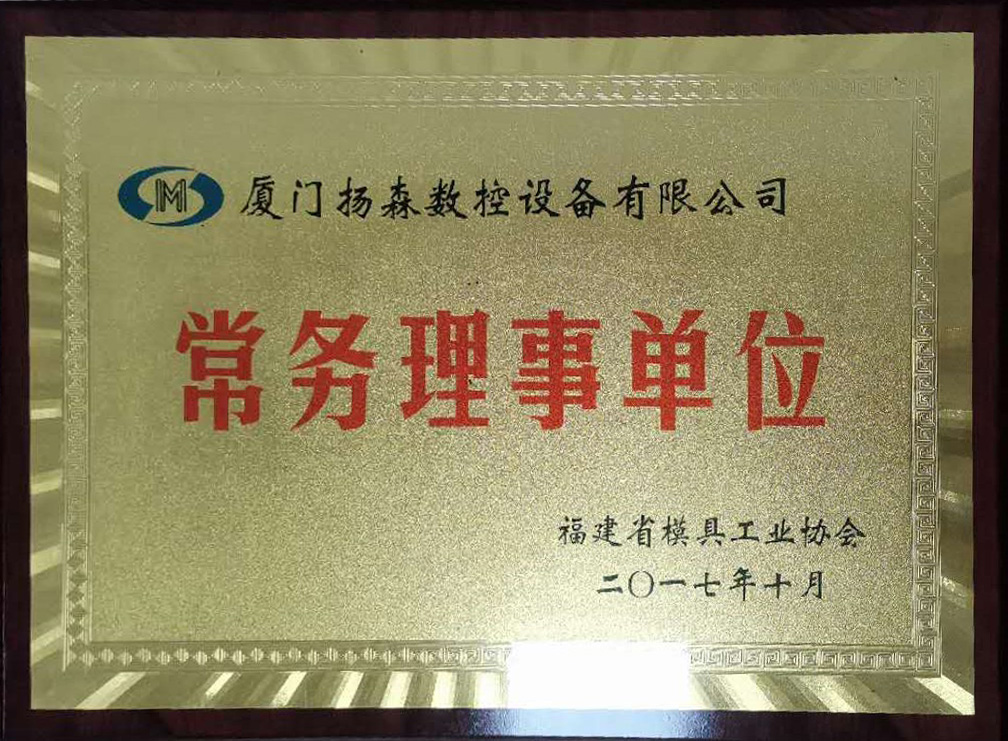 M 厦门扬森数控设备有限公司
常务理事单位
福建省模具工业协会
二〇一七年十月